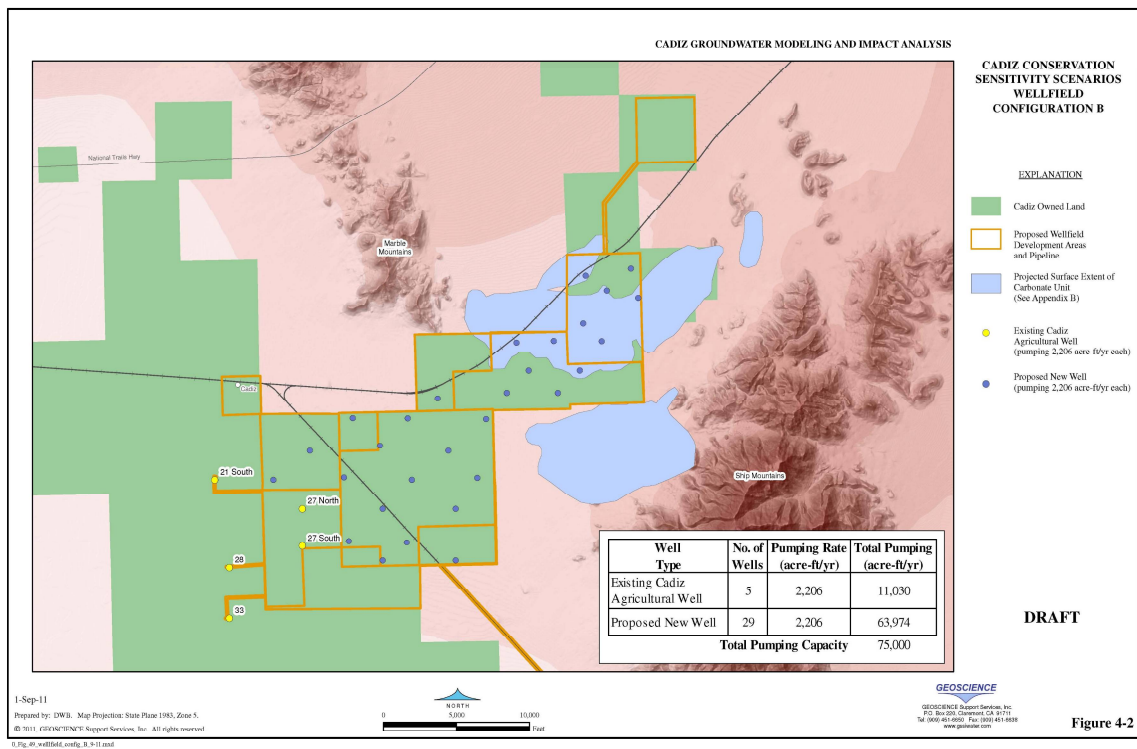 CADIZ GROUNDWATER MODELING AND IMPACT ANALYSIS
CADIZ CONSERVATION
SENSITIVITY SCENARIOS
WELLFIELD
CONFIGURATION B
EXPLANATION
Cadiz Owned Land
Proposed Wellfield
Development Areas
and Pipeline
Projected Surface Extent of
Carbonate Unit
(See Appendix B)
Existing Cadiz
Agricultural Well
(pumping 2,206 acre-ft/yr each)
Proposed New Well
(pumping 2,206 acre-ft/yr each)
National Trails Hwy
Marble
Mountains
Cadiz
21 South
27 North
27 South
28
33
Ship Mountains
Well Type No. of Wells Pumping Rate (acre-ft/yr) Total Pumping (acre-ft/yr)
Existing Cadiz Agricultural Well 5 2,206 11,030
Proposed New Well 29 2,206 63,974
Total Pumping Capacity 75,000
DRAFT
1-Sep-11
Prepared by: DWB. Map Projection: State Plane 1983, Zone 5.
© 2011, GEOSCIENCE Support Services, Inc. All rights reserved
NORTH
0 5,000 10,000
Feet
GEOSCIENCE
GEOSCIENCE Support Services, Inc.
P.O. Box 220, Claremont, CA 91711
Tel: (909) 451-6650 Fax: (909) 451-6638
www.geowater.com
Figure 4-2
0_Fig_49_wellfield_config_B_9-11.mxd